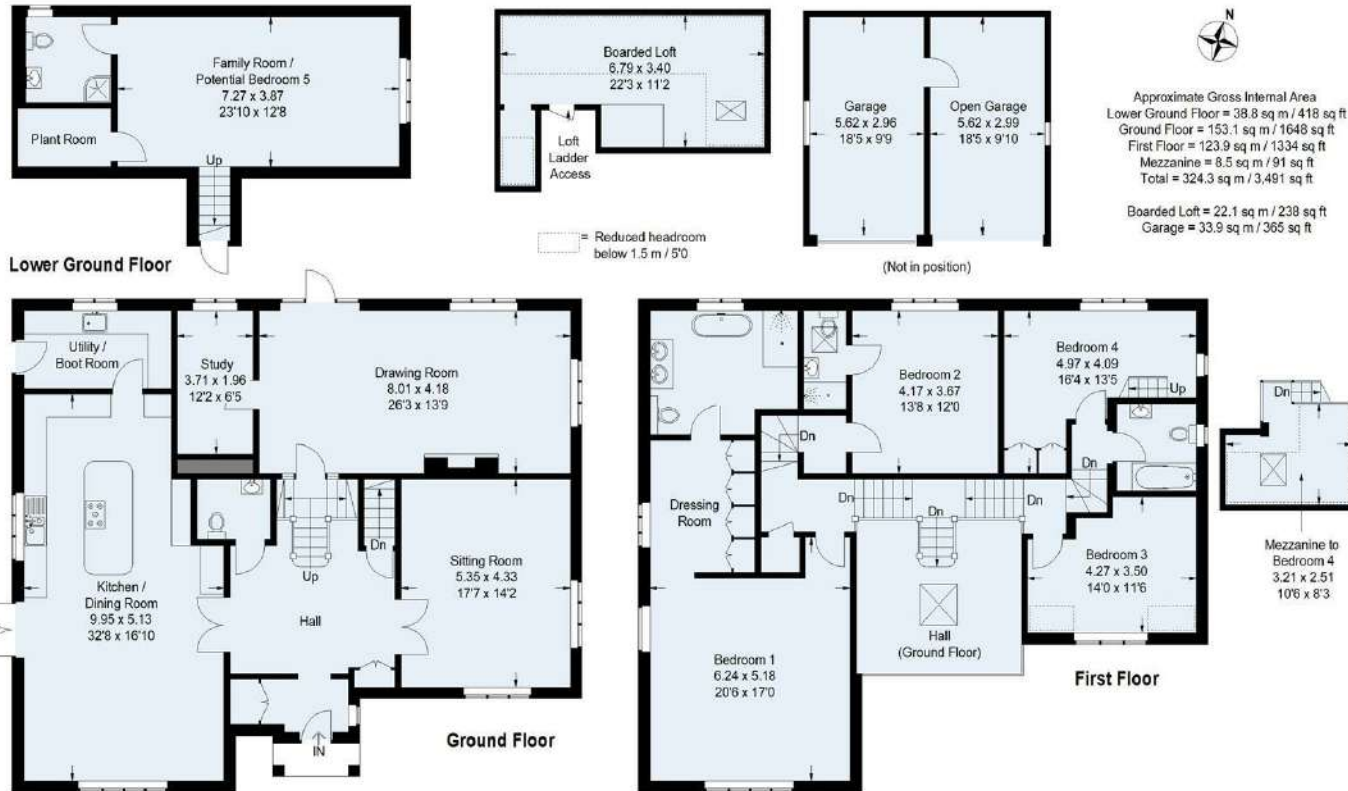 Family Room /
Potential Bedroom 5
7.27 x 3.87
23'10 x 12'8
Plant Room
Up
Lower Ground Floor
Boarded Loft
6.79 x 3.40
22'3 x 11'2
Loft
Ladder
Access
= Reduced headroom
below 1.5 m / 5'0
Garage
5.62 x 2.96
18'5 x 9'9
Open Garage
5.62 x 2.99
18'5 x 9'10
(Not in position)
N
Approximate Gross Internal Area
Lower Ground Floor = 38.8 sq m / 418 sq ft
Ground Floor = 153.1 sq m / 1648 sq ft
First Floor = 123.9 sq m / 1334 sq ft
Mezzanine = 8.5 sq m / 91 sq ft
Total = 324.3 sq m / 3,491 sq ft
Boarded Loft = 22.1 sq m / 238 sq ft
Garage = 33.9 sq m / 365 sq ft
Utility /
Boot Room
Study
3.71 x 1.96
12'2 x 6'5
Drawing Room
8.01 x 4.18
26'3 x 13'9
Kitchen /
Dining Room
9.95 x 5.13
32'8 x 16'10
Up
Dn
Hall
Sitting Room
5.35 x 4.33
17'7 x 14'2
IN
Ground Floor
Bedroom 2
4.17 x 3.67
13'8 x 12'0
Bedroom 4
4.97 x 4.09
16'4 x 13'5
Up
Dn
Dn
Dressing
Room
Dn
Dn
Dn
Bedroom 3
4.27 x 3.50
14'0 x 11'6
Hall
(Ground Floor)
Bedroom 1
6.24 x 5.18
20'6 x 17'0
First Floor
Dn
Mezzanine to
Bedroom 4
3.21 x 2.51
10'6 x 8'3